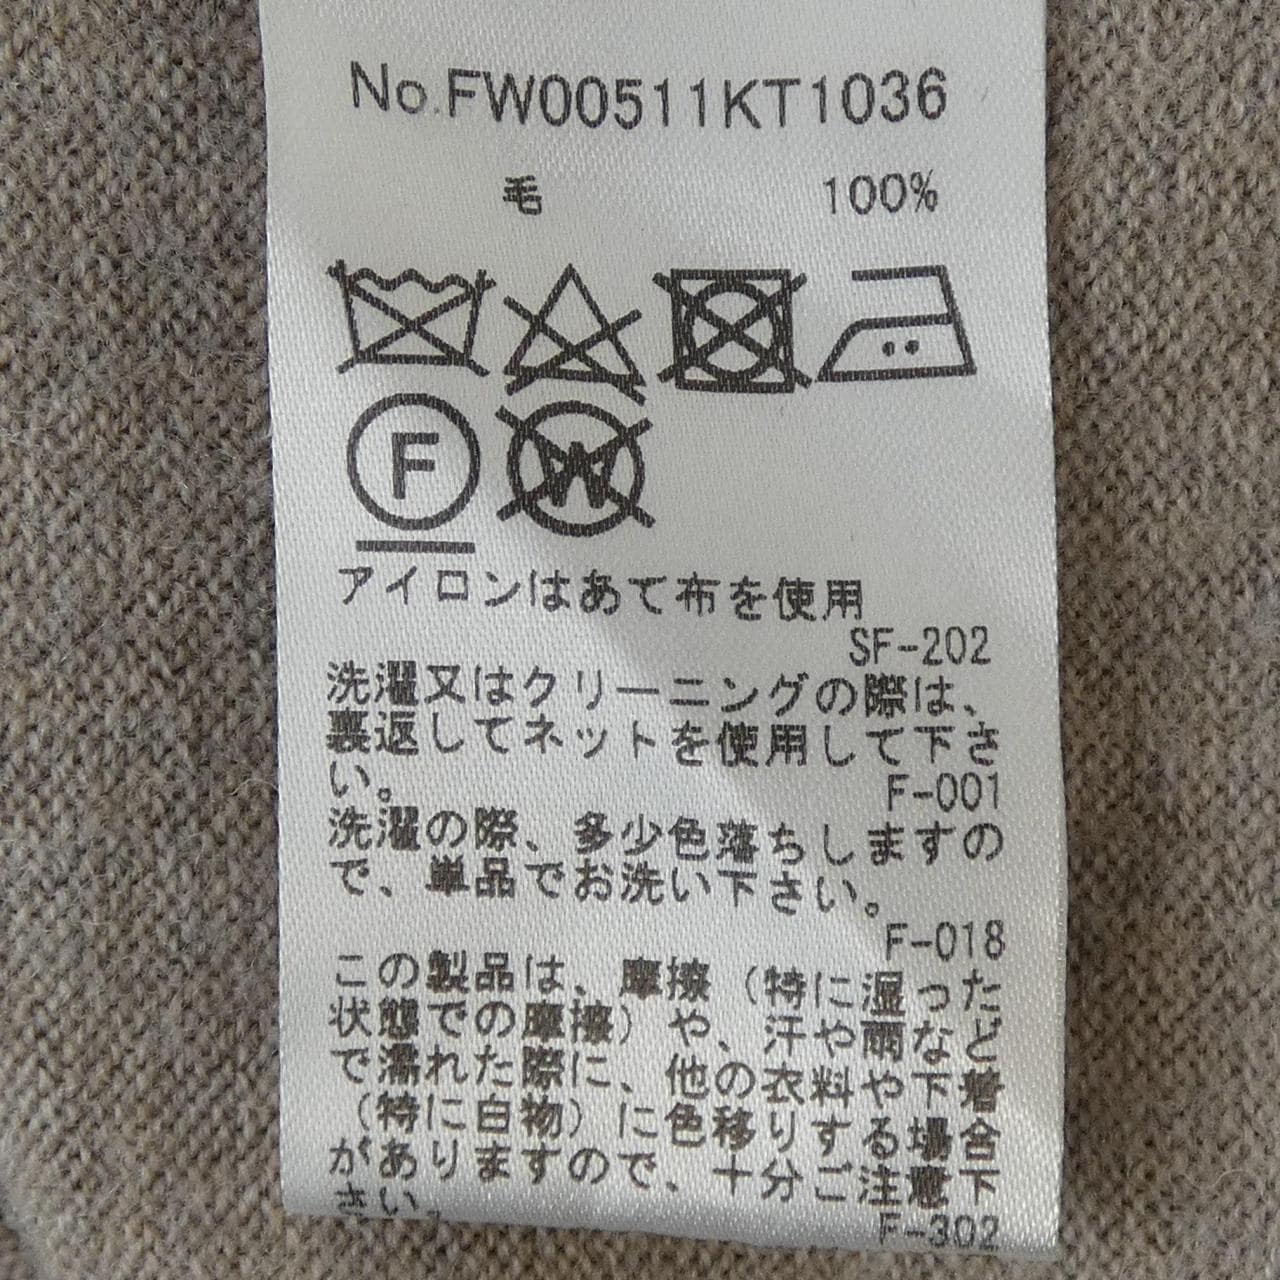 No.FW00511KT1036
毛 100%
F
W
アイロンはあて布を使用
SF-202
洗濯又はクリーニングの際は、
裏返してネットを使用して下さ
い。
F-001
洗濯の際、多少色落ちしますの
で、単品でお洗い下さい。
F-018
この製品は、摩擦（特に湿った
状態での摩擦）や、汗や雨など
で濡れた際に、他の衣料や下着
（特に白物）に色移りする場合
がありますので、十分ご注意下
さい。
F-302